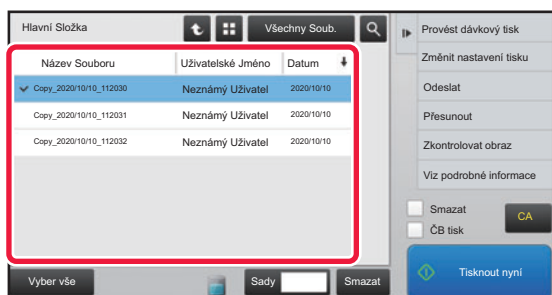 Hlavní Složka
Všechny Soub.
Název Souboru Uživatelské Jméno Datum
Copy_2020/10/10_112030 Neznámý Uživatel 2020/10/10
Copy_2020/10/10_112031 Neznámý Uživatel 2020/10/10
Copy_2020/10/10_112032 Neznámý Uživatel 2020/10/10
Vyber vše
Sady
Smazat
Provést dávkový tisk
Změnit nastavení tisku
Odeslat
Přesunout
Zkontrolovat obraz
Viz podrobné informace
Smazat
ČB tisk
CA
Tisknout nyní